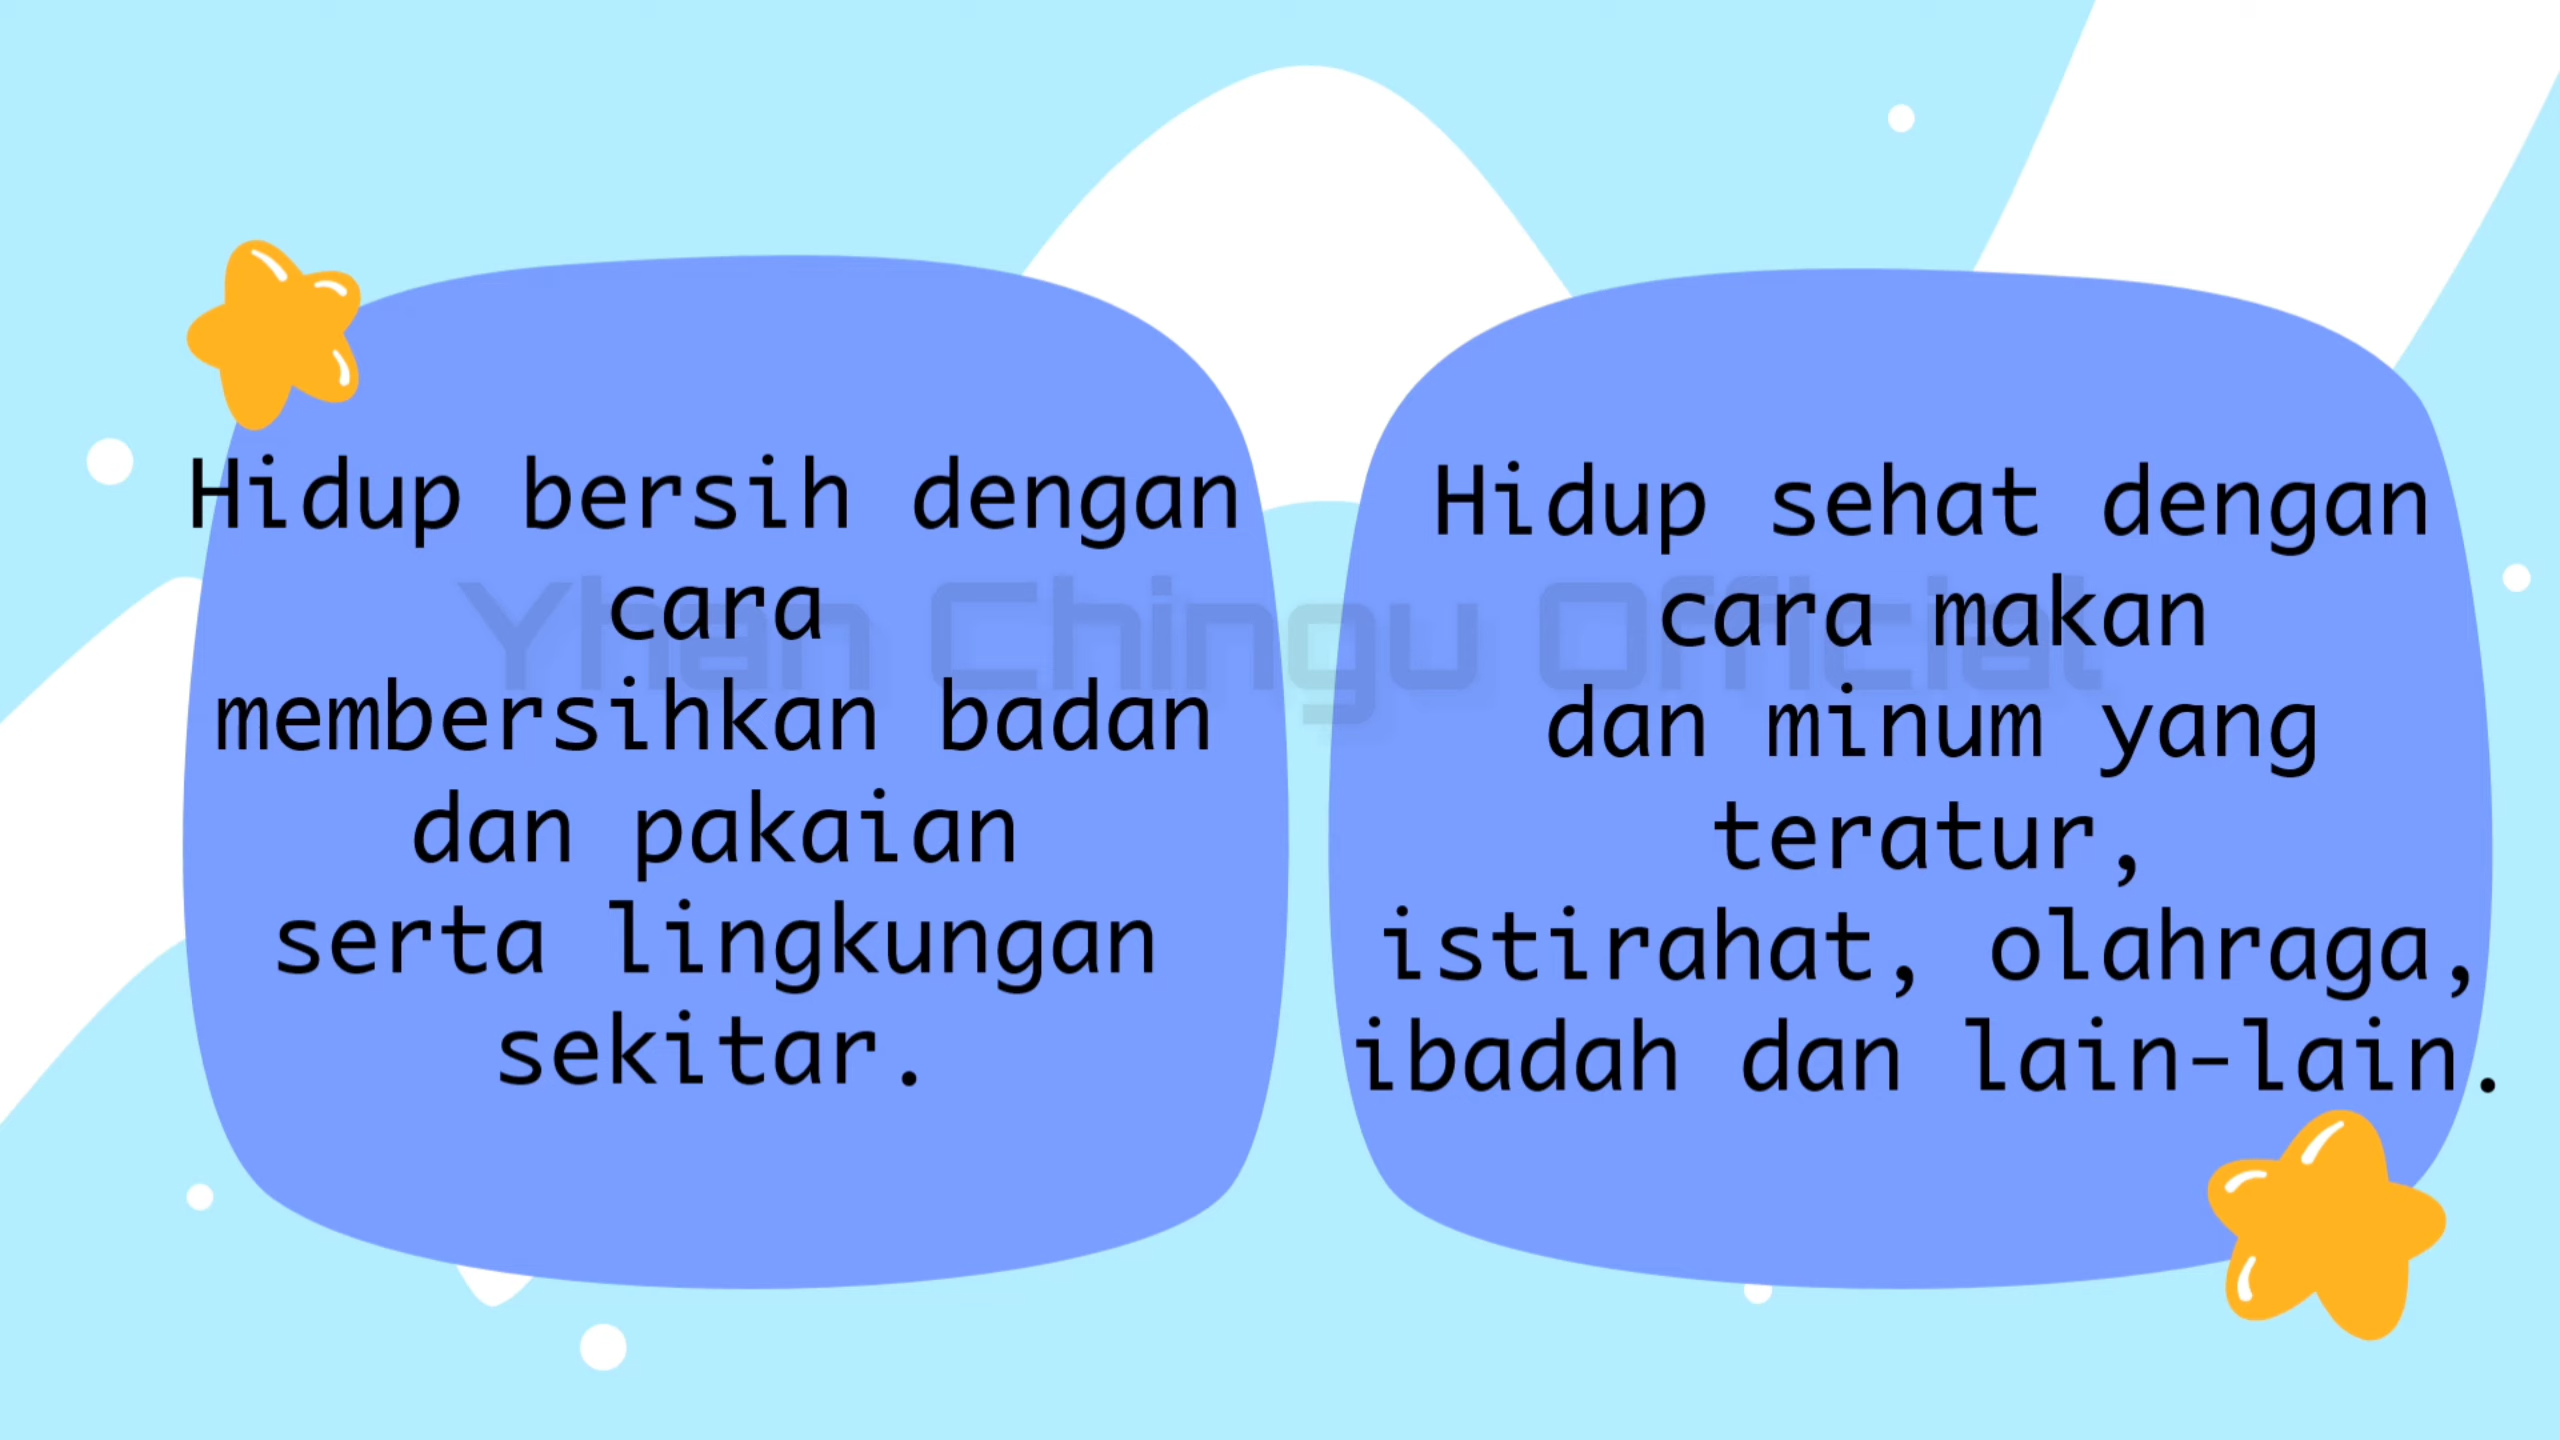 Hidup bersih dengan
cara
membersihkan badan
dan pakaian
serta lingkungan
sekitar.
Hidup sehat dengan
cara makan
dan minum yang
teratur,
istirahat, olahraga,
ibadah dan lain-lain.
Yhan Chingu Official